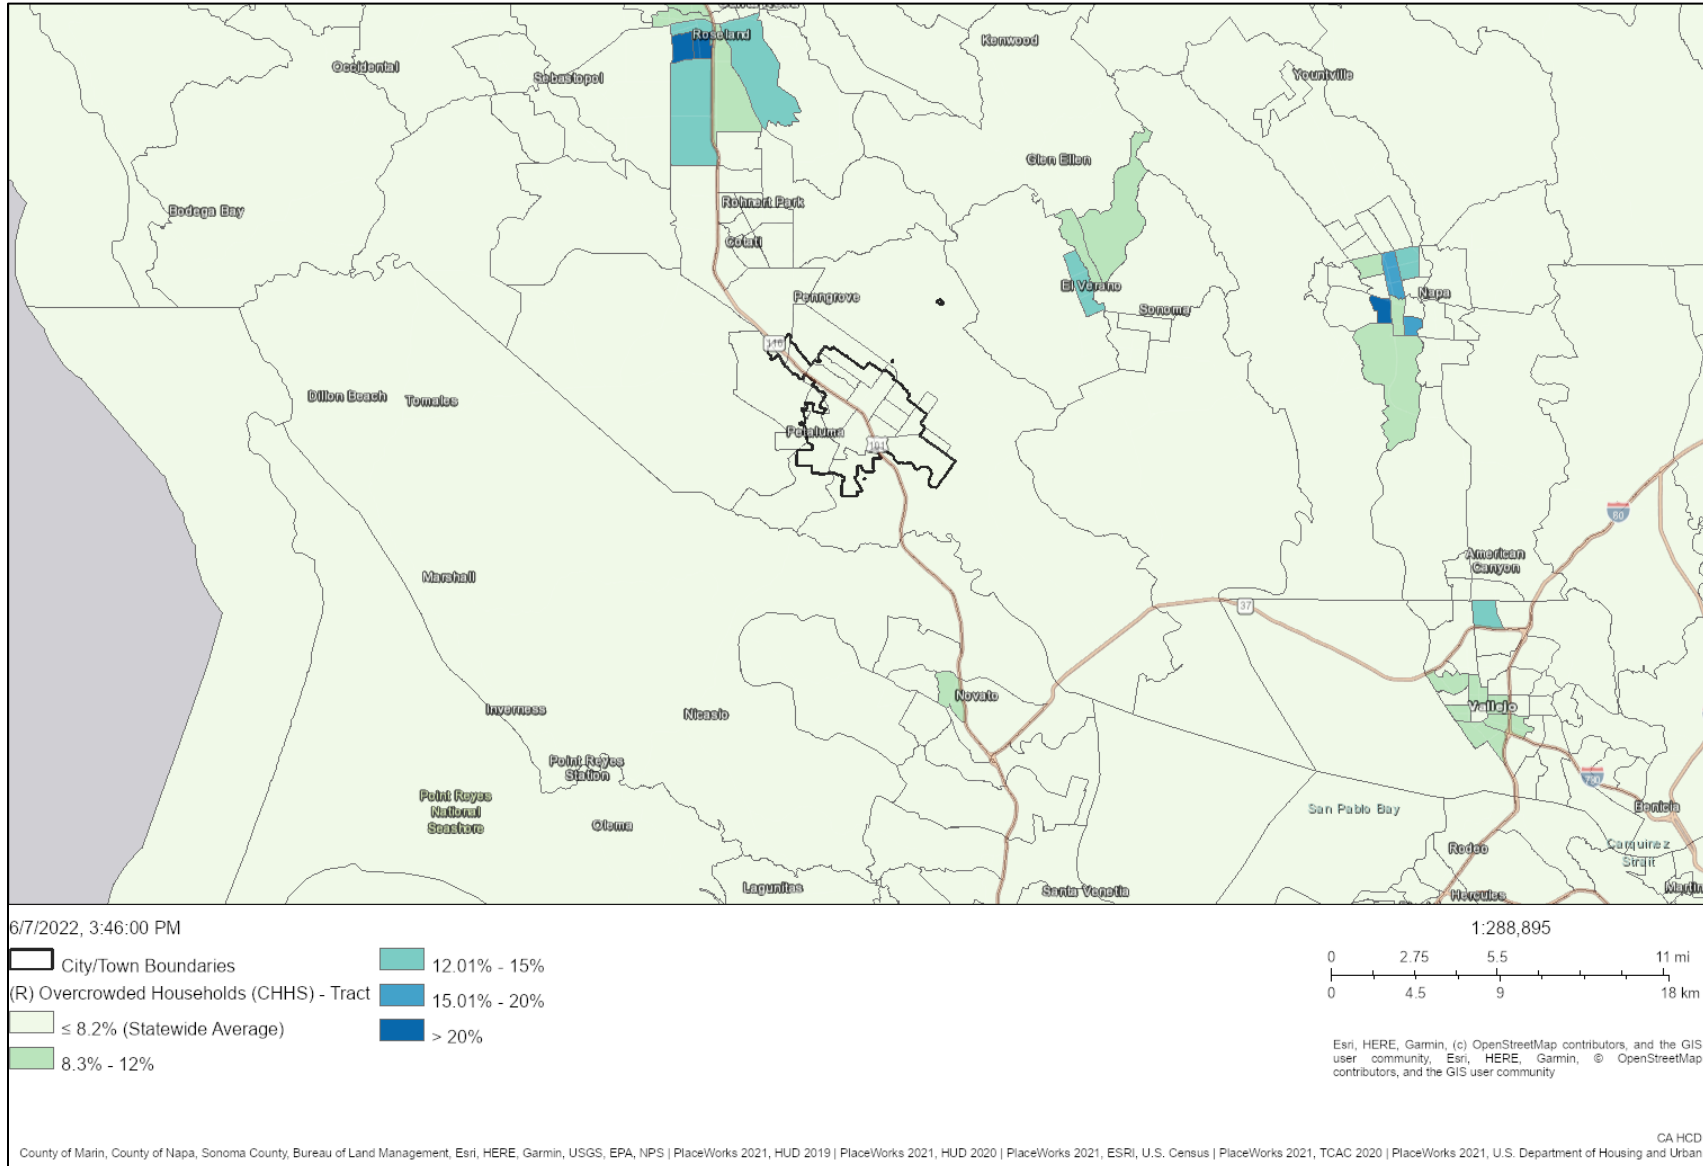 Roseland
Kenwood
Occidental
Sebastopol
Yountville
Glen Ellen
Bodega Bay
Rohnert Park
Cotati
El Verano
Sonoma
Napa
Penngrove
116
Dillon Beach
Tomales
Petaluma
101
80
American
Canyon
Marshall
37
Novato
Vallejo
Inverness
Nicasio
Point Reyes
Station
780
Point Reyes
National
Seashore
Olema
San Pablo Bay
Benicia
Rodeo
Carquinez
Strait
Lagunitas
Santa Venetia
Hercules
Martin
6/7/2022, 3:46:00 PM
City/Town Boundaries
(R) Overcrowded Households (CHHS) - Tract
≤ 8.2% (Statewide Average)
8.3% - 12%
12.01% - 15%
15.01% - 20%
> 20%
1:288,895
0 2.75 5.5 11 mi
0 4.5 9 18 km
Esri, HERE, Garmin, (c) OpenStreetMap contributors, and the GIS
user community, Esri, HERE, Garmin, © OpenStreetMap
contributors, and the GIS user community
CA HCD
County of Marin, County of Napa, Sonoma County, Bureau of Land Management, Esri, HERE, Garmin, USGS, EPA, NPS | PlaceWorks 2021, HUD 2019 | PlaceWorks 2021, HUD 2020 | PlaceWorks 2021, ESRI, U.S. Census | PlaceWorks 2021, TCAC 2020 | PlaceWorks 2021, U.S. Department of Housing and Urban